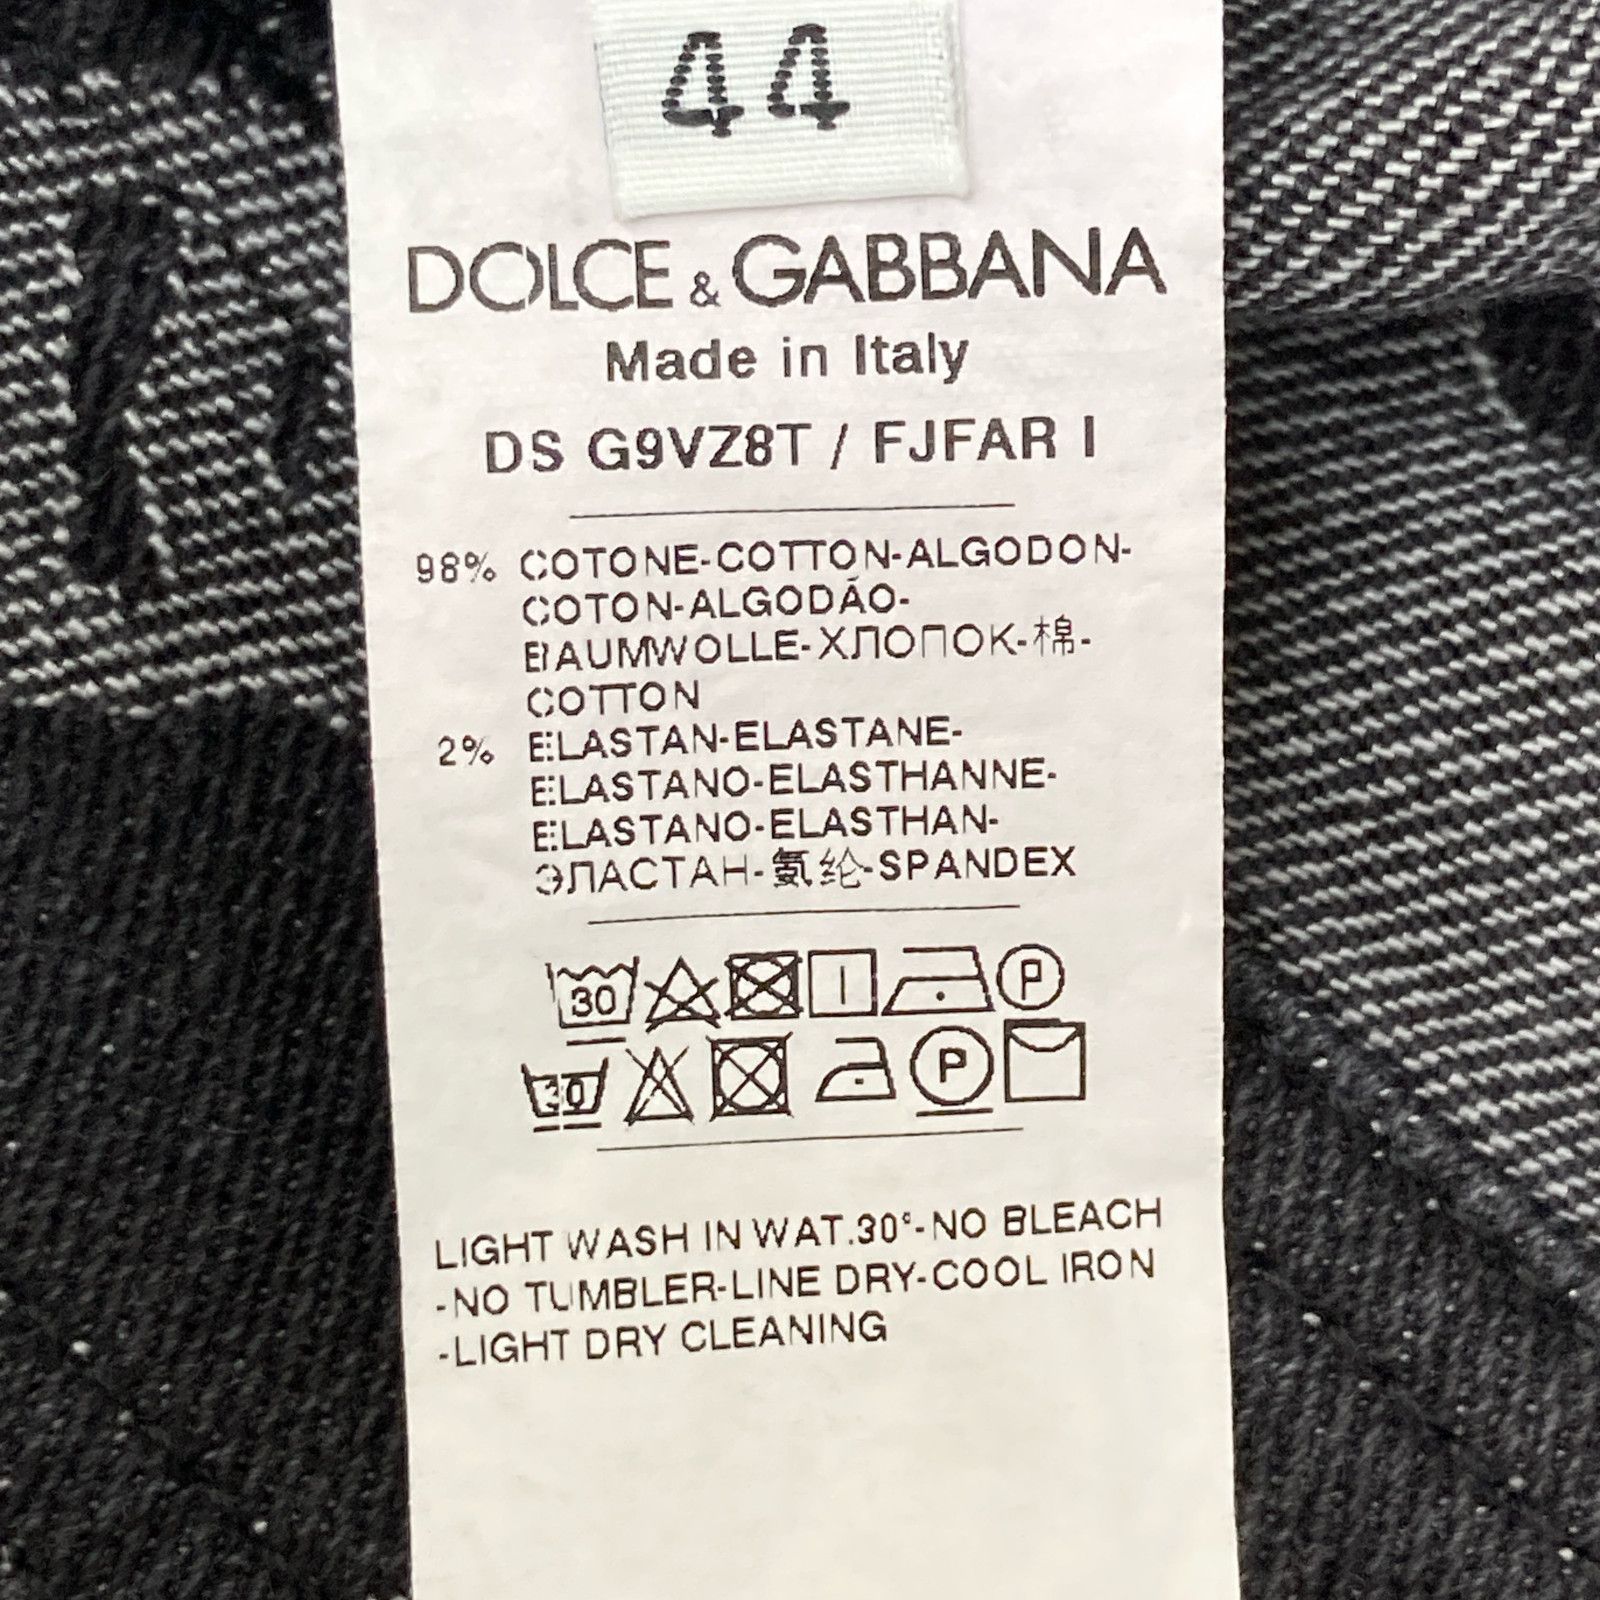 44
DOLCE & GABBANA
Made in Italy
DS G9VZ8T / FJFAR I
98% COTONE-COTTON-ALGODON-
COTON-ALGODÃO-
BAUMWOLLE-ХЛОПОК-棉-
COTTON
2% ELASTAN-ELASTANE-
ELASTANO-ELASTHANNE-
ELASTANO-ELASTHAN-
ЭЛАСТАН-氨纶-SPANDEX
30 P
30 P
LIGHT WASH IN WAT.30°-NO BLEACH
-NO TUMBLER-LINE DRY-COOL IRON
-LIGHT DRY CLEANING